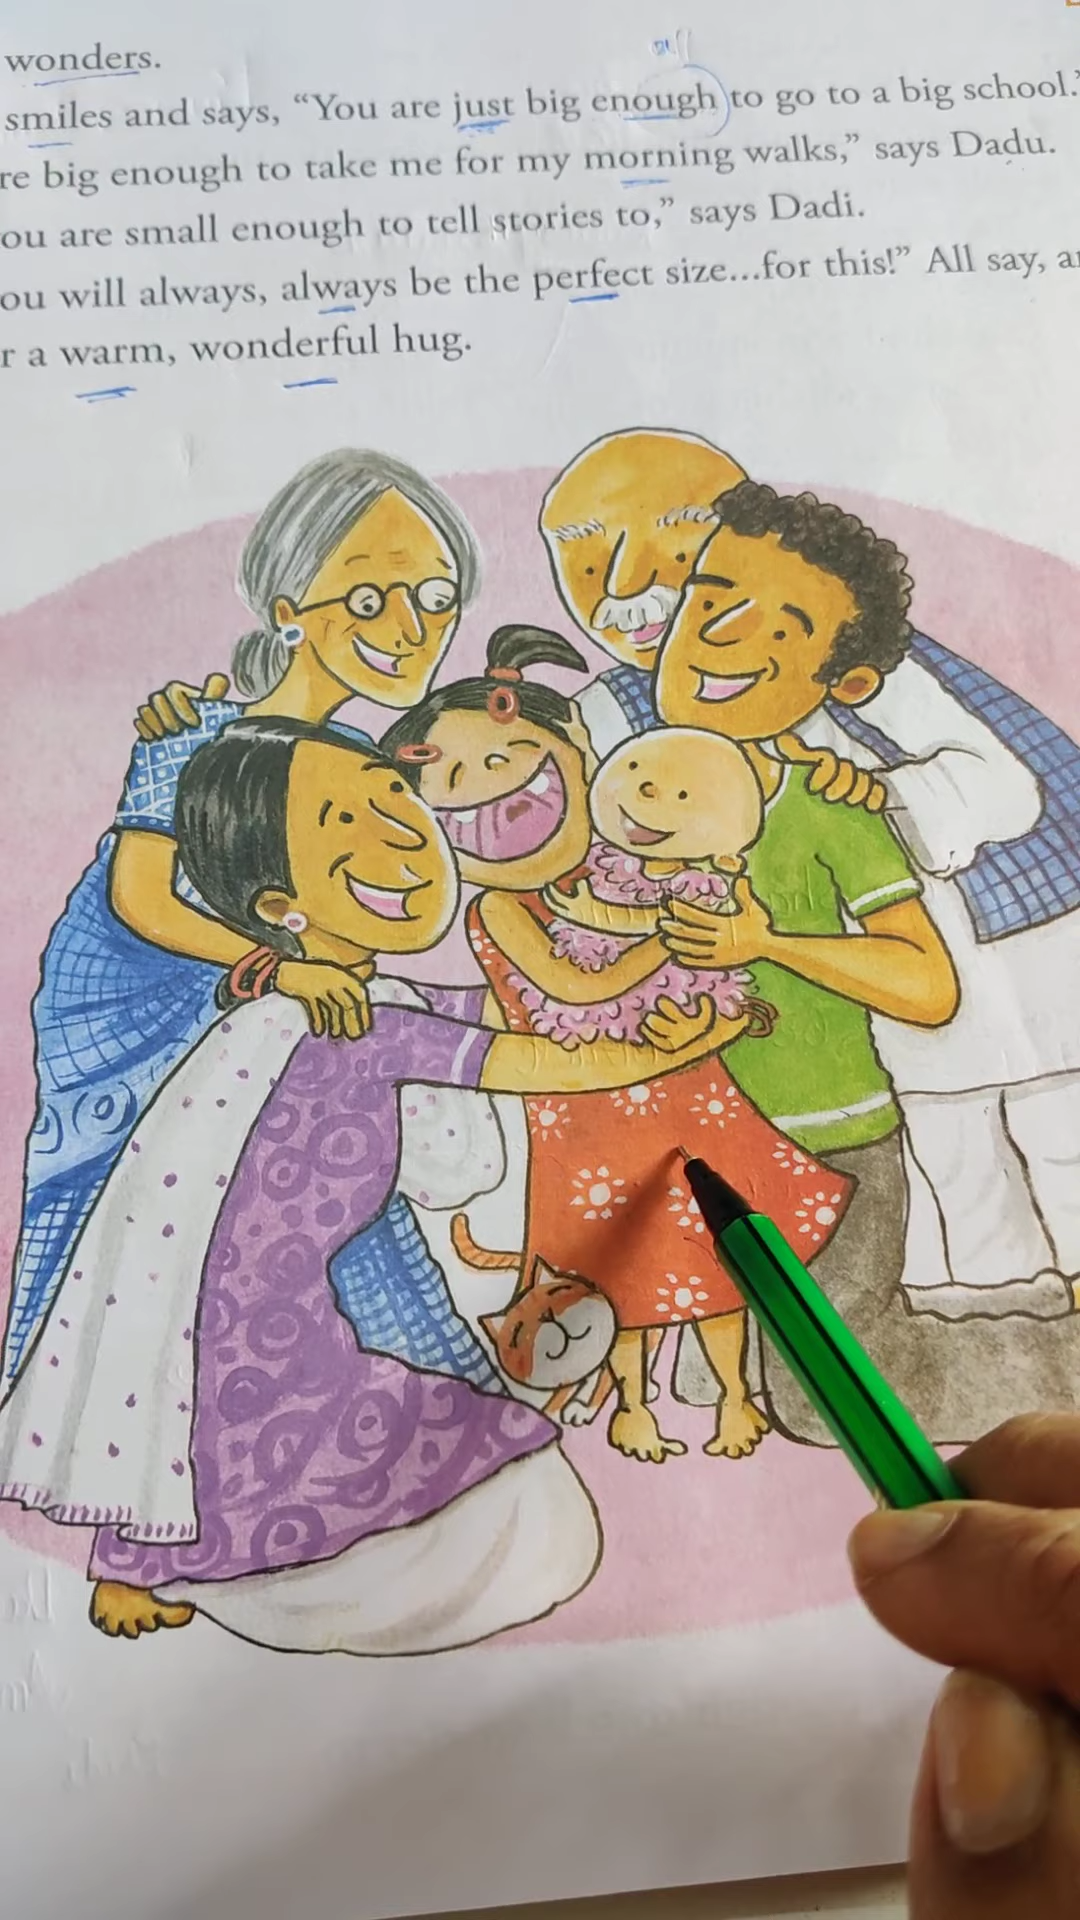 wonders.
smiles and says, “You are just big enough to go to a big school.”
re big enough to take me for my morning walks,” says Dadu.
ou are small enough to tell stories to,” says Dadi.
ou will always, always be the perfect size...for this!” All say, a
r a warm, wonderful hug.